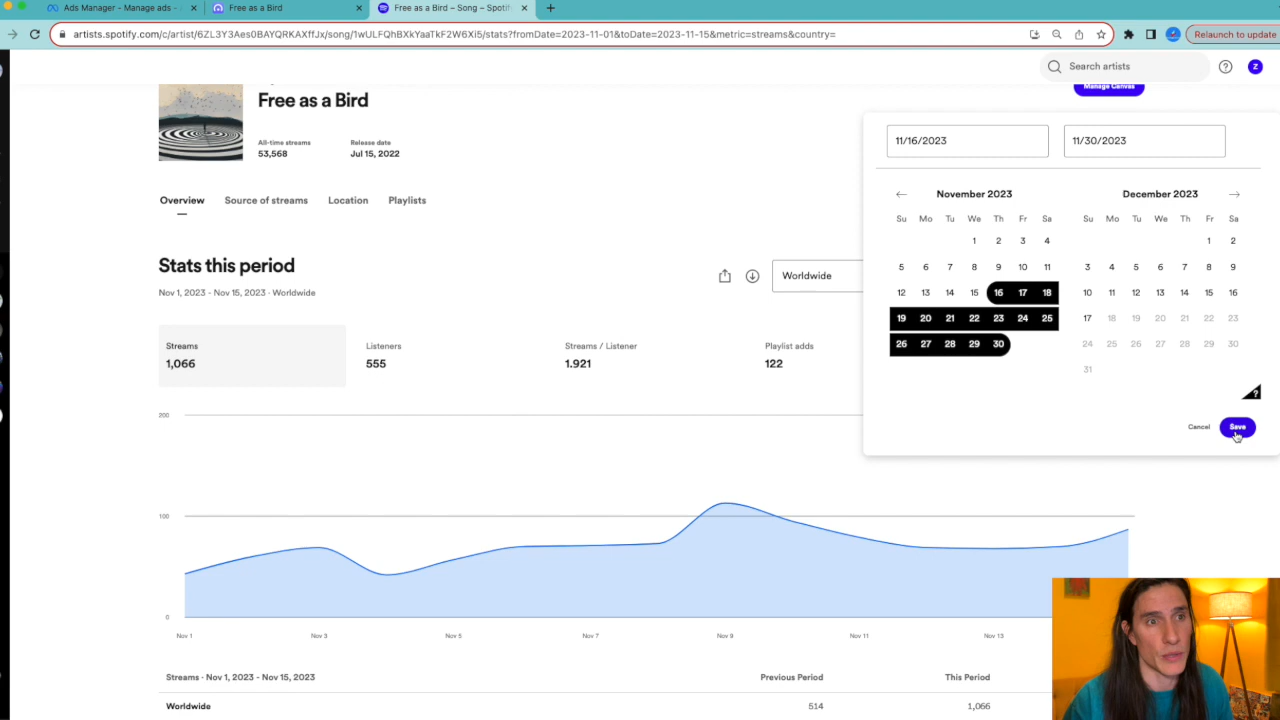 Ads Manager - Manage ads -
Free as a Bird
Free as a Bird – Song – Spotif
artists.spotify.com/c/artist/6ZL3Y3Aes0BAYQRKAXffJx/song/1wULFQhBXkYaaTkF2W6Xi5/stats?fromDate=2023-11-01&toDate=2023-11-15&metric=streams&country=
Relaunch to update
Search artists
?
Z
Free as a Bird
Manage Canvas
All-time streams
Release date
53,568
Jul 15, 2022
11/16/2023
11/30/2023
November 2023
December 2023
Su Mo Tu We Th Fr Sa
Su Mo Tu We Th Fr Sa
1 2 3 4
1 2
5 6 7 8 9 10 11
3 4 5 6 7 8 9
12 13 14 15 16 17 18
10 11 12 13 14 15 16
19 20 21 22 23 24 25
17 18 19 20 21 22 23
26 27 28 29 30
24 25 26 27 28 29 30
31
?
Cancel
Save
Overview
Source of streams
Location
Playlists
Stats this period
Nov 1, 2023 - Nov 15, 2023 · Worldwide
Worldwide
Streams
Listeners
Streams / Listener
Playlist adds
1,066
555
1.921
122
200
100
0
Nov 1
Nov 3
Nov 5
Nov 7
Nov 9
Nov 11
Nov 13
Streams · Nov 1, 2023 - Nov 15, 2023
Previous Period
This Period
Worldwide
514
1,066